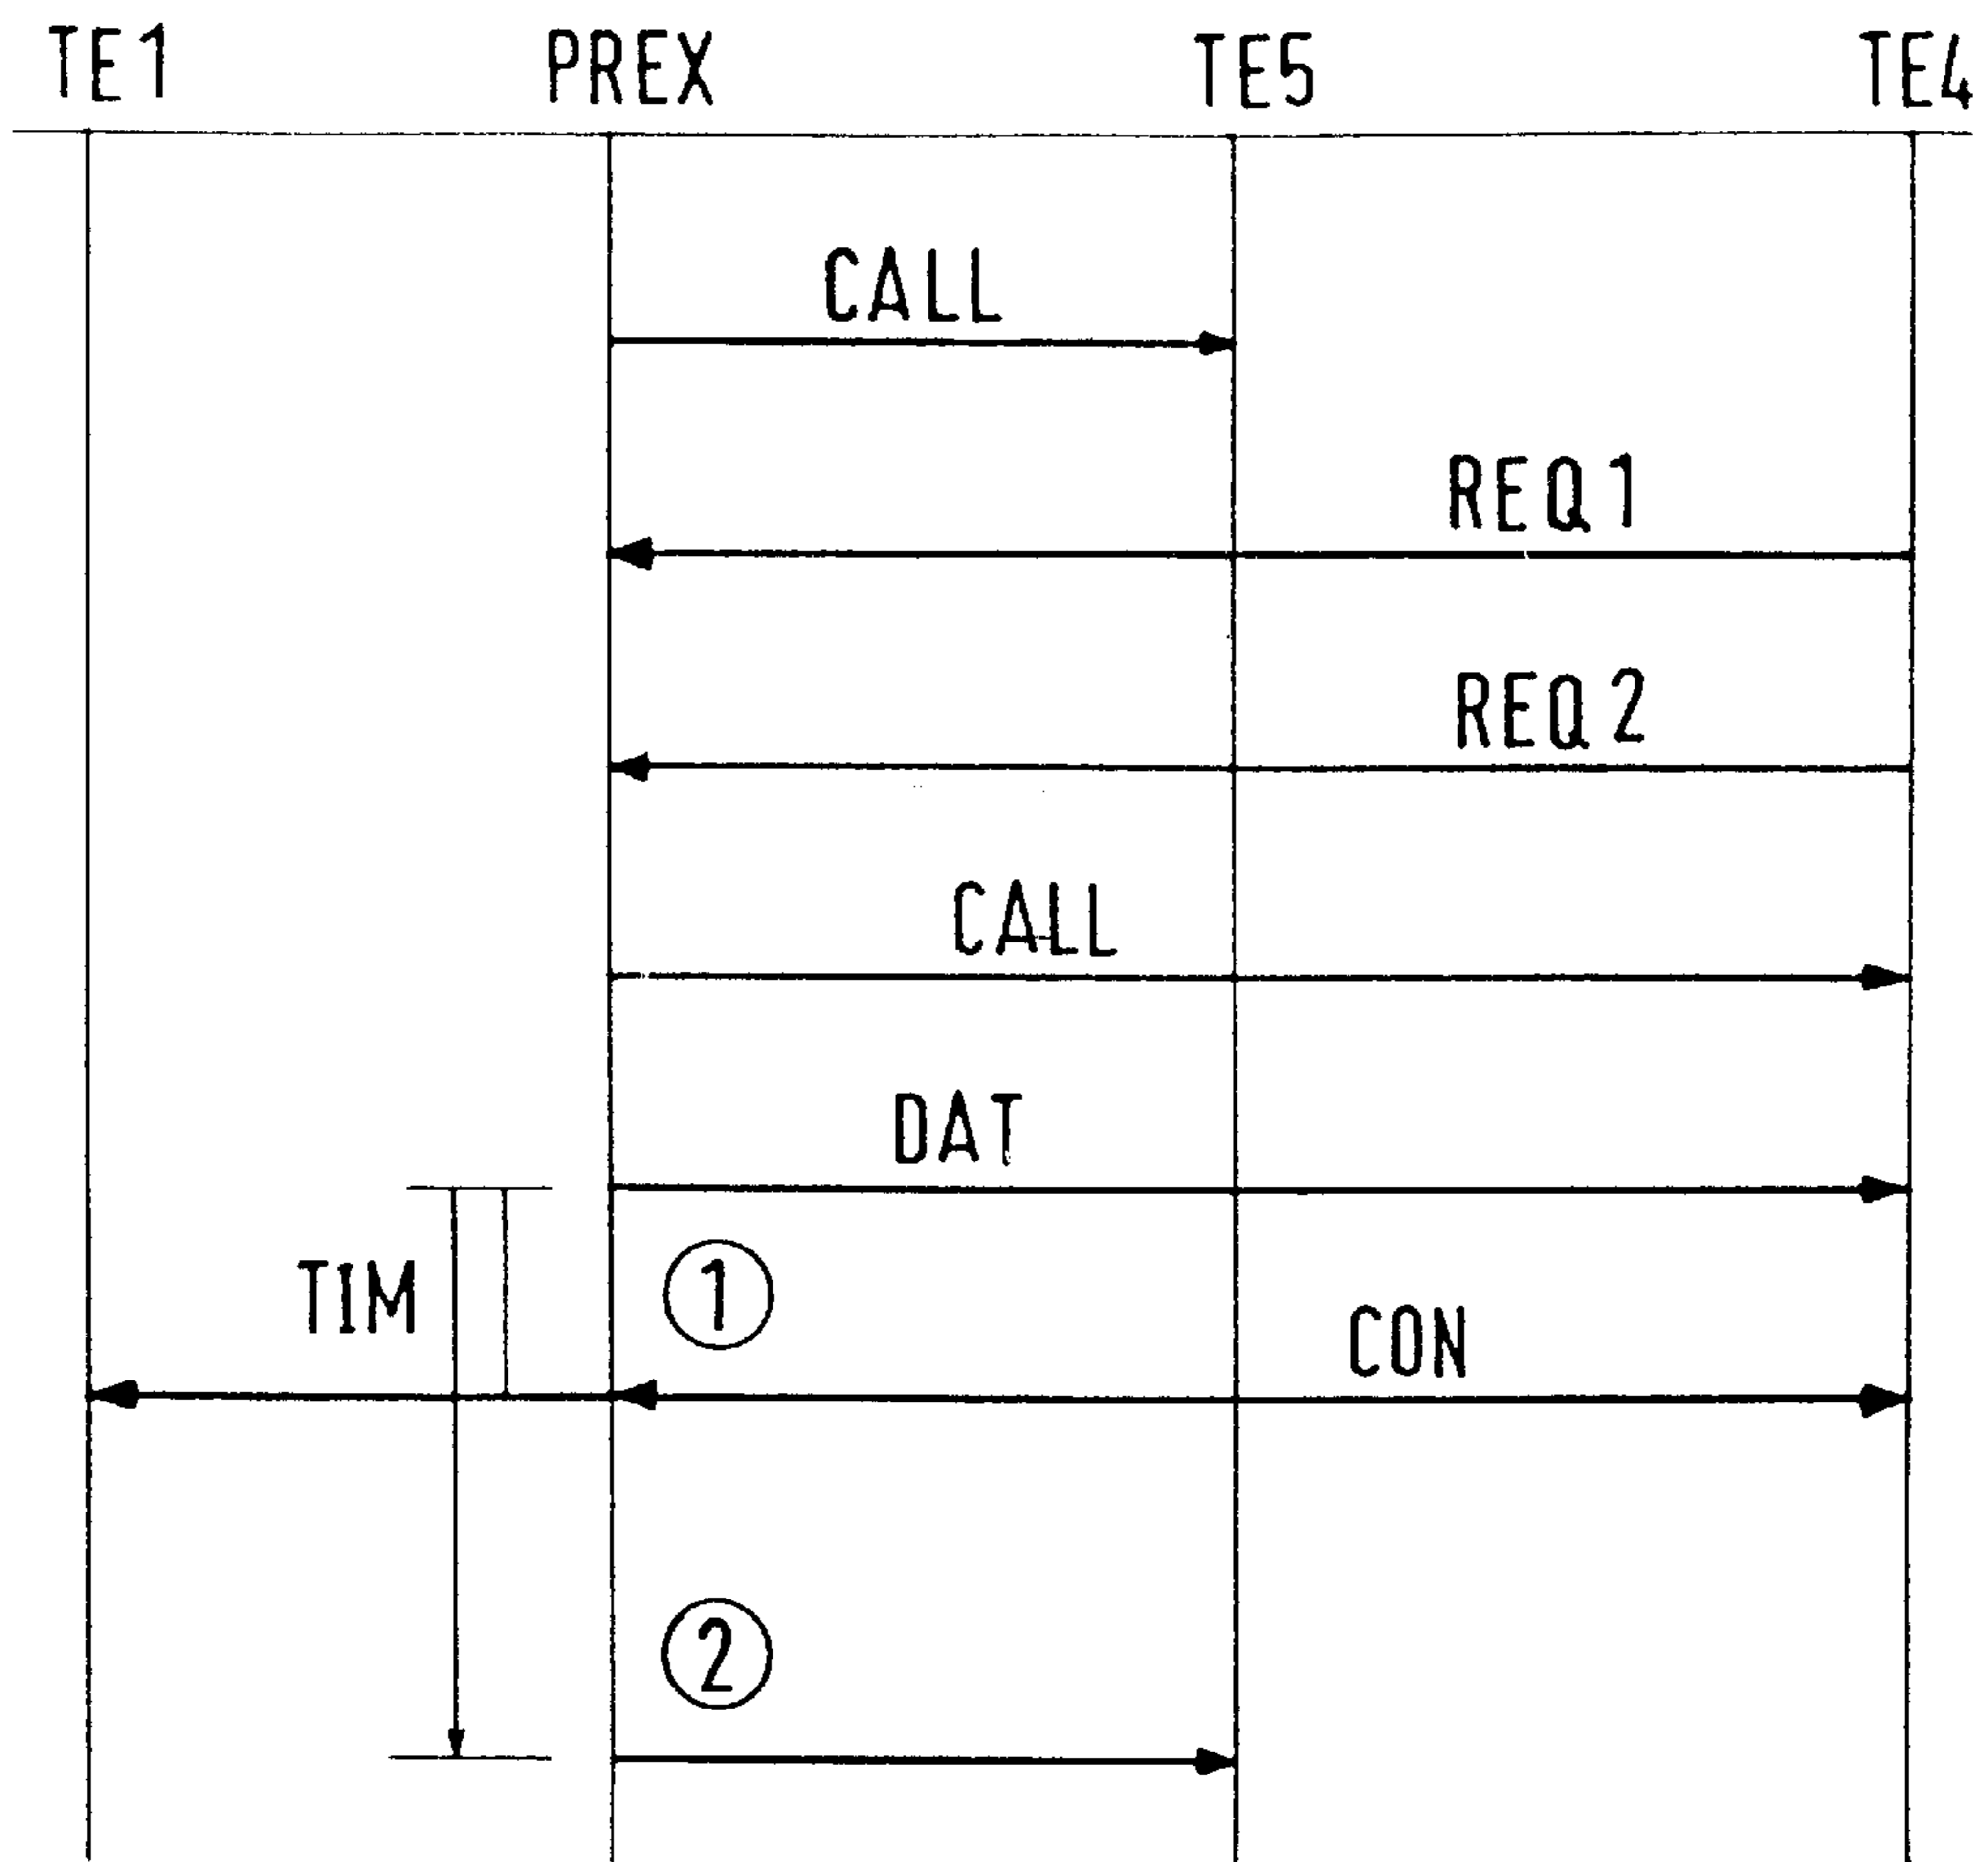 TE1 PREX TE5 TE4
CALL
REQ1
REQ2
CALL
DAT
TIM 1
CON
2